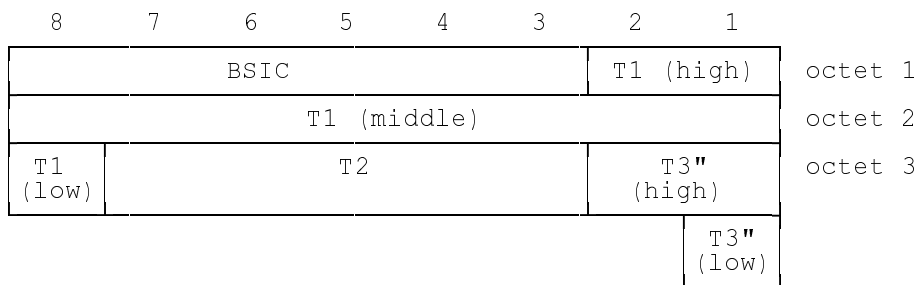 8 7 6 5 4 3 2 1
BSIC T1 (high) octet 1
T1 (middle) octet 2
T1 T2 T3" octet 3
(low) (high)
T3"
(low)